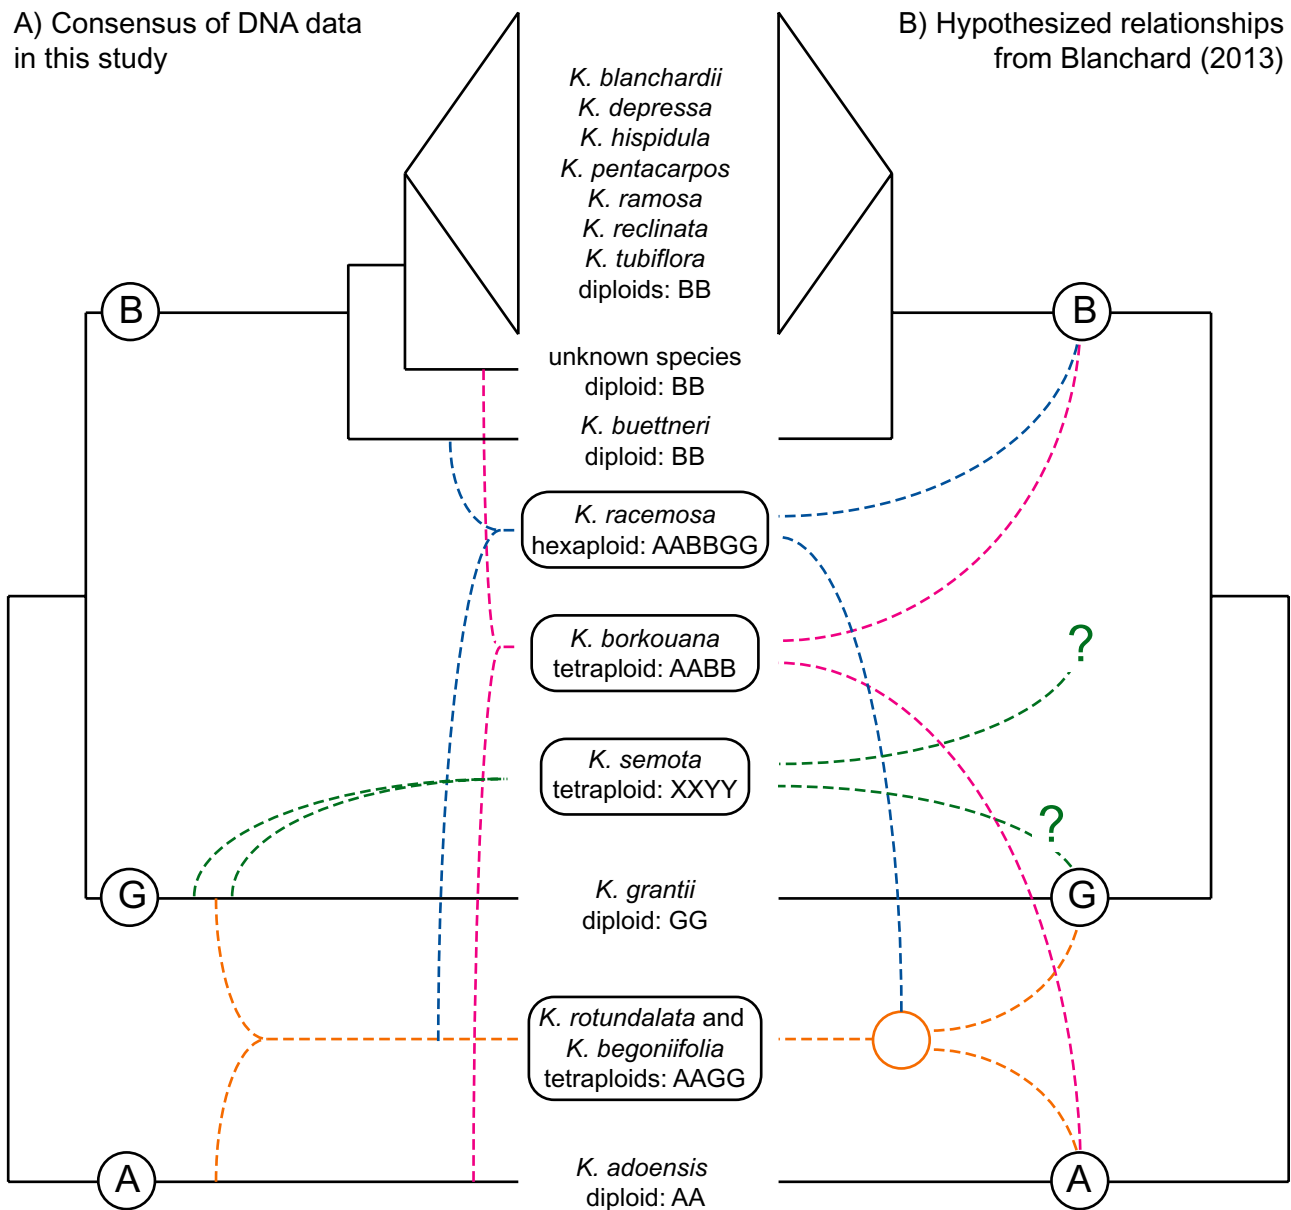 A) Consensus of DNA data
in this study
B) Hypothesized relationships
from Blanchard (2013)
K. blanchardii
K. depressa
K. hispidula
K. pentacarpos
K. ramosa
K. reclinata
K. tubiflora
diploids: BB
B
B
unknown species
diploid: BB
K. buettneri
diploid: BB
K. racemosa
hexaploid: AABBGG
K. borkouana
tetraploid: AABB
?
K. semota
tetraploid: XXYY
?
G
K. grantii
diploid: GG
G
K. rotundalata and
K. begoniifolia
tetraploids: AAGG
A
K. adoensis
diploid: AA
A